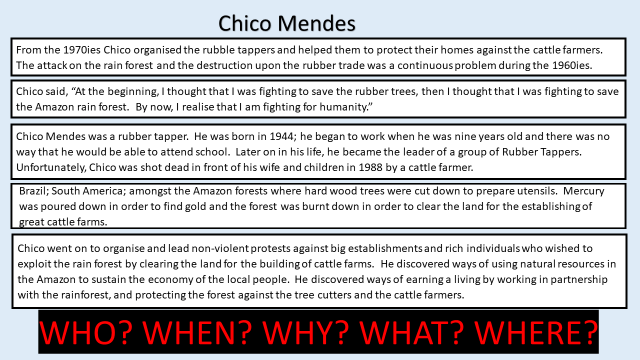 Chico Mendes
From the 1970ies Chico organised the rubble tappers and helped them to protect their homes against the cattle farmers.
The attack on the rain forest and the destruction upon the rubber trade was a continuous problem during the 1960ies.
Chico said, “At the beginning, I thought that I was fighting to save the rubber trees, then I thought that I was fighting to save
the Amazon rain forest.  By now, I realise that I am fighting for humanity.”
Chico Mendes was a rubber tapper.  He was born in 1944; he began to work when he was nine years old and there was no
way that he would be able to attend school.  Later on in his life, he became the leader of a group of Rubber Tappers.
Unfortunately, Chico was shot dead in front of his wife and children in 1988 by a cattle farmer.
Brazil; South America; amongst the Amazon forests where hard wood trees were cut down to prepare utensils.  Mercury
was poured down in order to find gold and the forest was burnt down in order to clear the land for the establishing of
great cattle farms.
Chico went on to organise and lead non-violent protests against big establishments and rich individuals who wished to
exploit the rain forest by clearing the land for the building of cattle farms.  He discovered ways of using natural resources in
the Amazon to sustain the economy of the local people.  He discovered ways of earning a living by working in partnership
with the rainforest, and protecting the forest against the tree cutters and the cattle farmers.
WHO? WHEN? WHY? WHAT? WHERE?